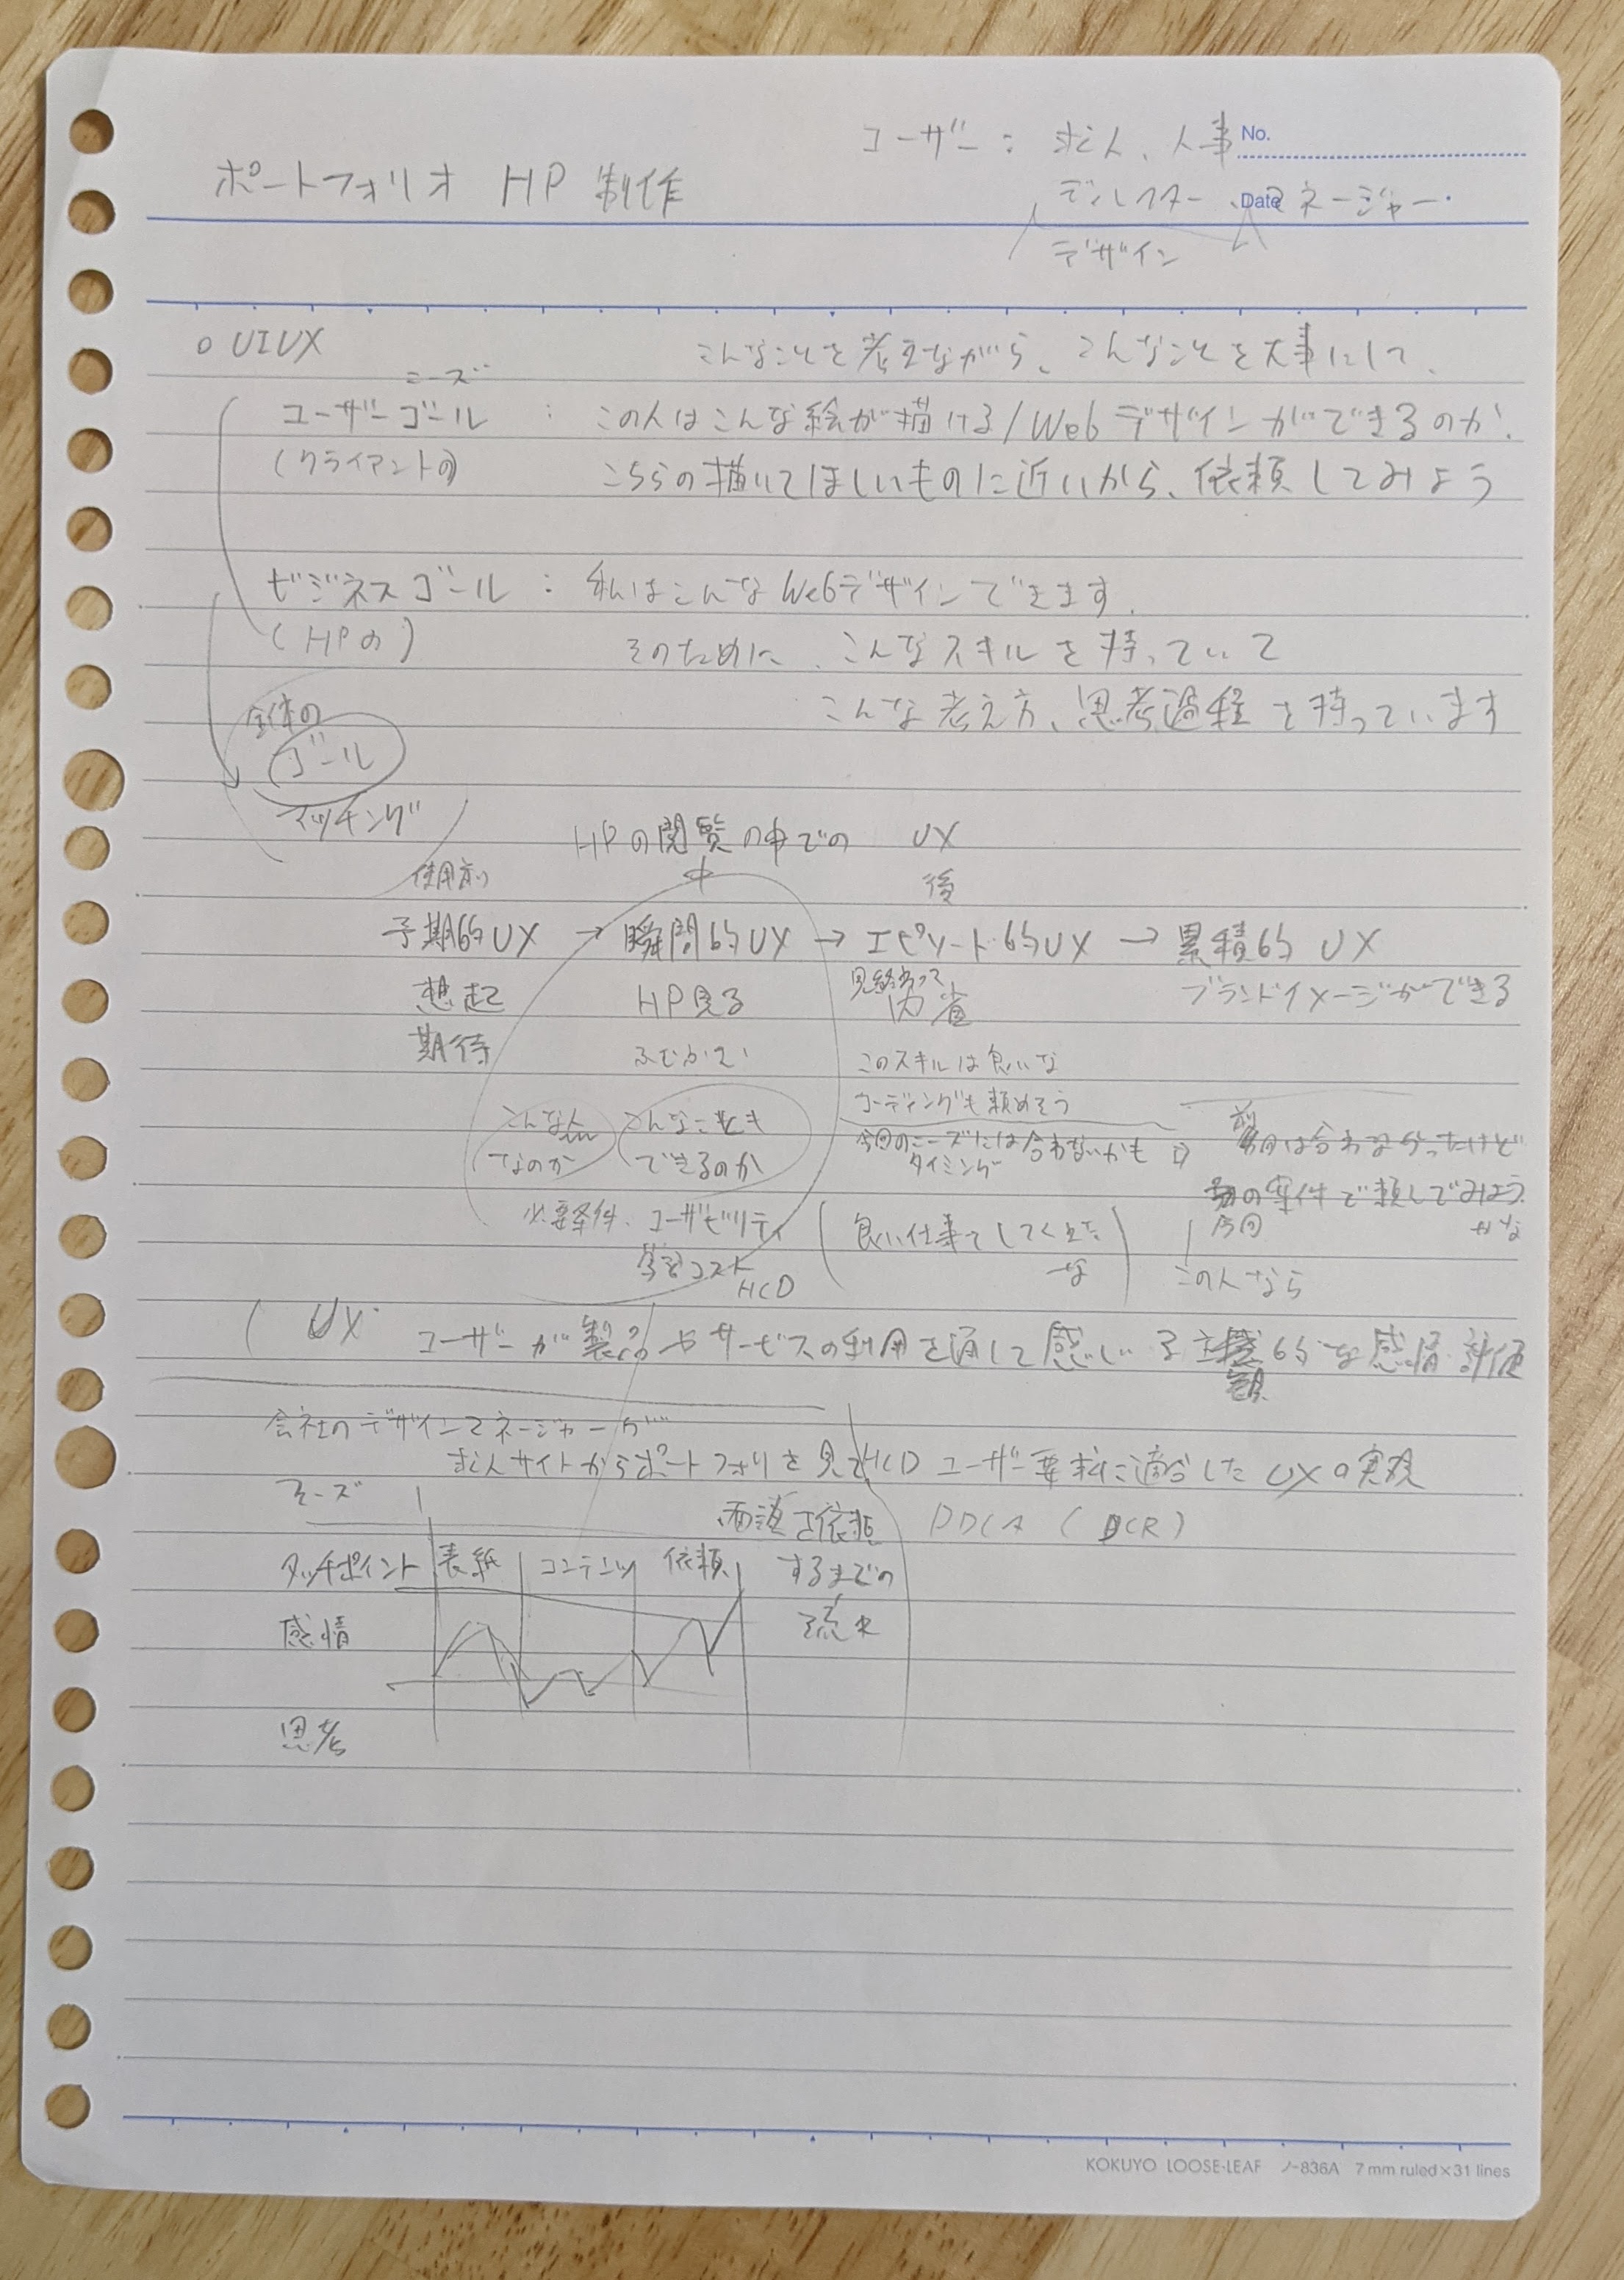 ユーザー：求人、人事
No.
ポートフォリオ HP 制作
ディレクター、マネージャー
Date
デザイン
○ UIUX
こんなことを考えながら、こんなことを大事にして、
ニーズ
ユーザーゴール ： この人はこんな絵が描ける/Webデザインができるのか、
(クライアントの) こちらの描いてほしいものに近いから、依頼してみよう
ビジネスゴール ： 私はこんなWebデザインできます。
(HPの) そのために、こんなスキルを持っていて
こんな考え方、思考過程を持っています
全体の
ゴール
マッチング
HPの閲覧の中での UX
使用前 中 後
予期的UX → 瞬間的UX → エピソード的UX → 累積的UX
想起 HP見る 見終わって内省 ブランドイメージができる
期待 ふむふむ このスキルは良いな
コーディングも頼めそう
こんな人なのか こんなこともできるのか
今回のニーズには合わないかも ⇨ 前回は合わなかったけど
タイミング
の案件で頼んでみよう
今回 かな
必要条件、ユーザビリティ (良い仕事してくれたな) この人なら
学習コスト
HCD
( UX ユーザーが製品やサービスの利用を通して感じる主観的な感情 評価
会社のデザインマネージャーが
求人サイトからポートフォリを見て
HCD ユーザー要求に適合したUXの実現
面談を依頼 PDCA (DCR)
タッチポイント 表紙 コンテンツ 依頼 するまでの
感情 流れ
思考
KOKUYO LOOSE-LEAF ノ-836A 7 mm ruled×31 lines